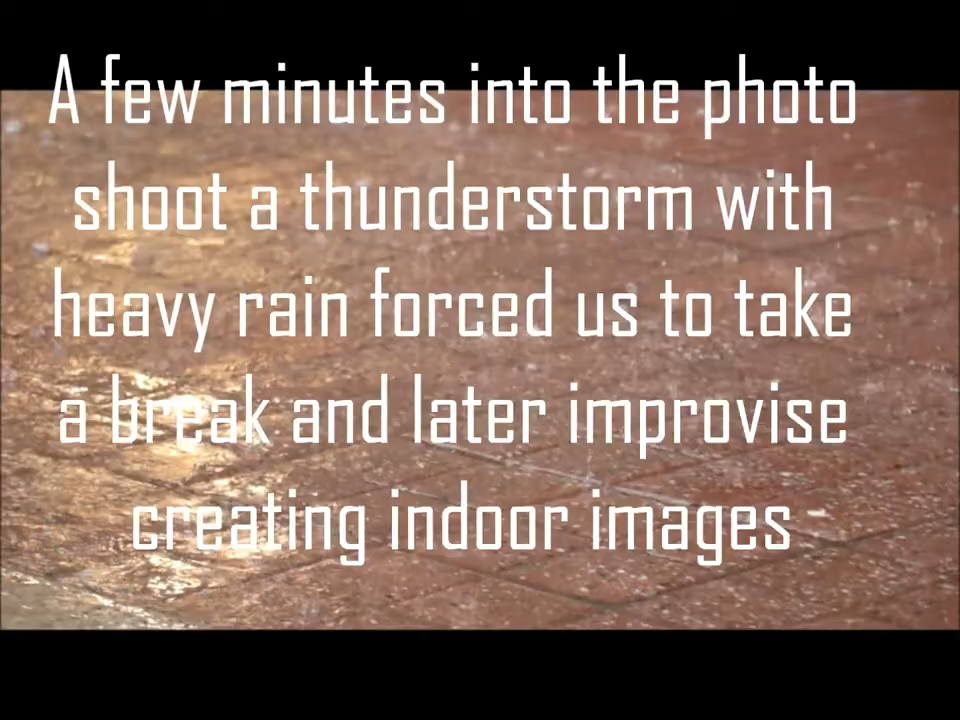 A few minutes into the photo
shoot a thunderstorm with
heavy rain forced us to take
a break and later improvise
creating indoor images